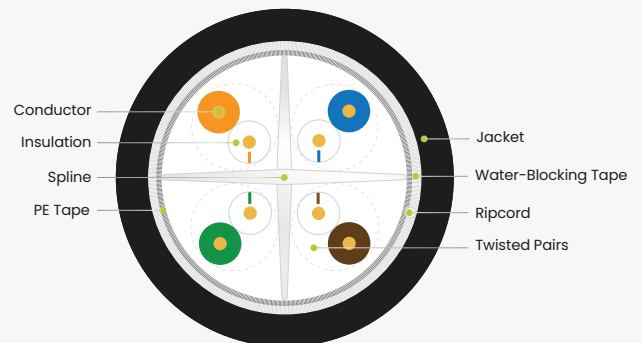 Conductor
Insulation
Spline
PE Tape
Jacket
Water-Blocking Tape
Ripcord
Twisted Pairs